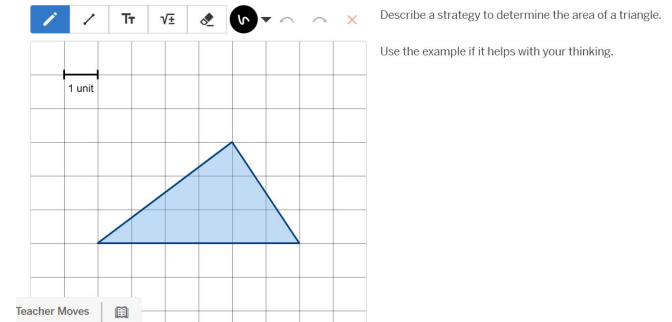 Tт
√±
Describe a strategy to determine the area of a triangle.
Use the example if it helps with your thinking.
1 unit
Teacher Moves